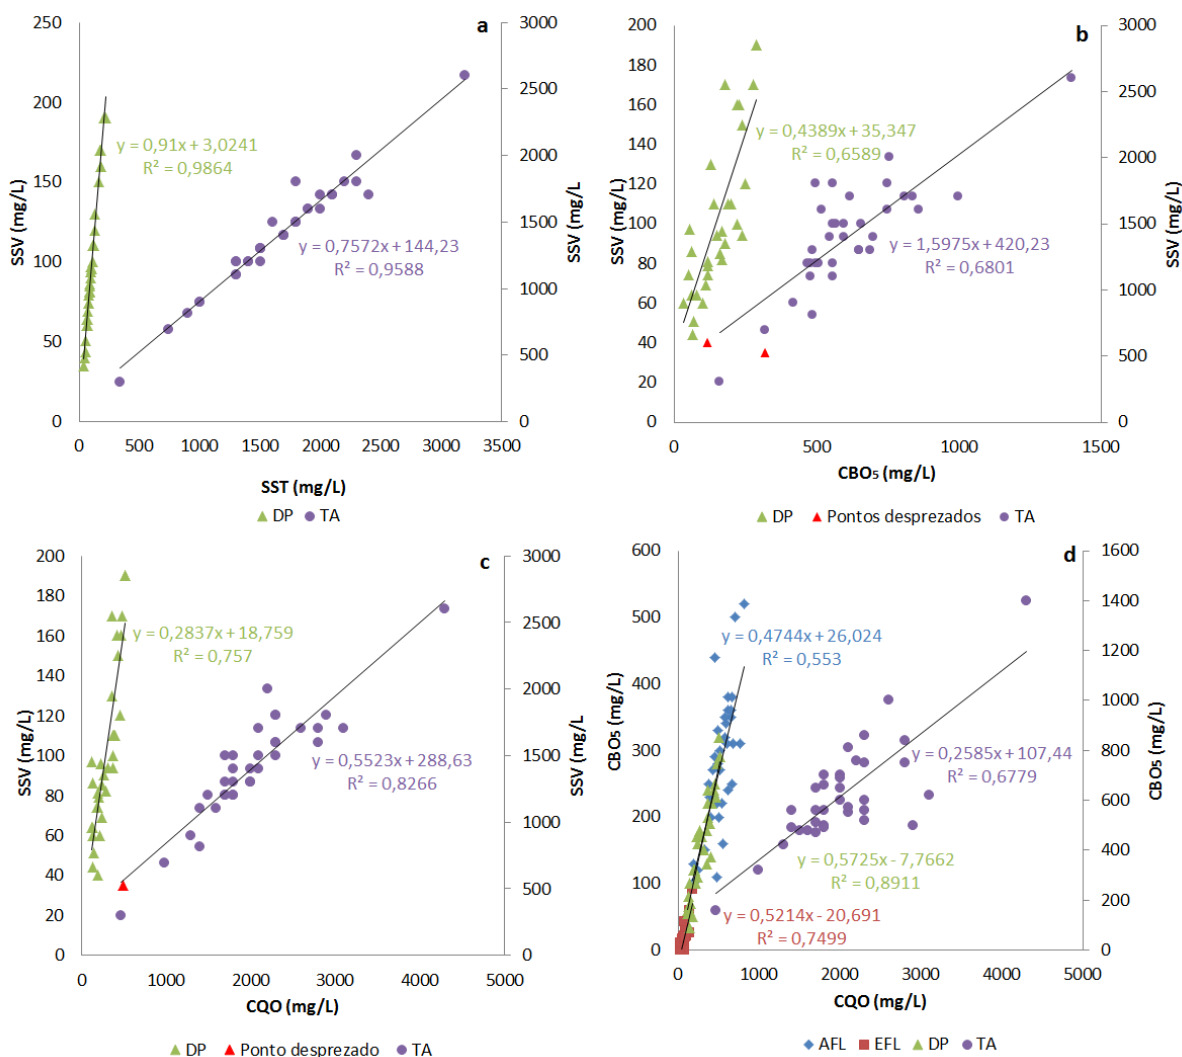 a
250
200
150
100
50
0
3000
2500
2000
1500
1000
500
0
0 500 1000 1500 2000 2500 3000 3500
SSV (mg/L)
SSV (mg/L)
SST (mg/L)
y = 0,91x + 3,0241
R² = 0,9864
y = 0,7572x + 144,23
R² = 0,9588
DP TA
b
200
180
160
140
120
100
80
60
40
20
0
3000
2500
2000
1500
1000
500
0
0 500 1000 1500
SSV (mg/L)
SSV (mg/L)
CBO₅ (mg/L)
y = 0,4389x + 35,347
R² = 0,6589
y = 1,5975x + 420,23
R² = 0,6801
DP Pontos desprezados TA
c
200
180
160
140
120
100
80
60
40
20
0
3000
2500
2000
1500
1000
500
0
0 1000 2000 3000 4000 5000
SSV (mg/L)
SSV (mg/L)
CQO (mg/L)
y = 0,2837x + 18,759
R² = 0,757
y = 0,5523x + 288,63
R² = 0,8266
DP Ponto desprezado TA
d
600
500
400
300
200
100
0
1600
1400
1200
1000
800
600
400
200
0
0 1000 2000 3000 4000 5000
CBO₅ (mg/L)
CBO₅ (mg/L)
CQO (mg/L)
y = 0,4744x + 26,024
R² = 0,553
y = 0,2585x + 107,44
R² = 0,6779
y = 0,5725x - 7,7662
R² = 0,8911
y = 0,5214x - 20,691
R² = 0,7499
AFL EFL DP TA